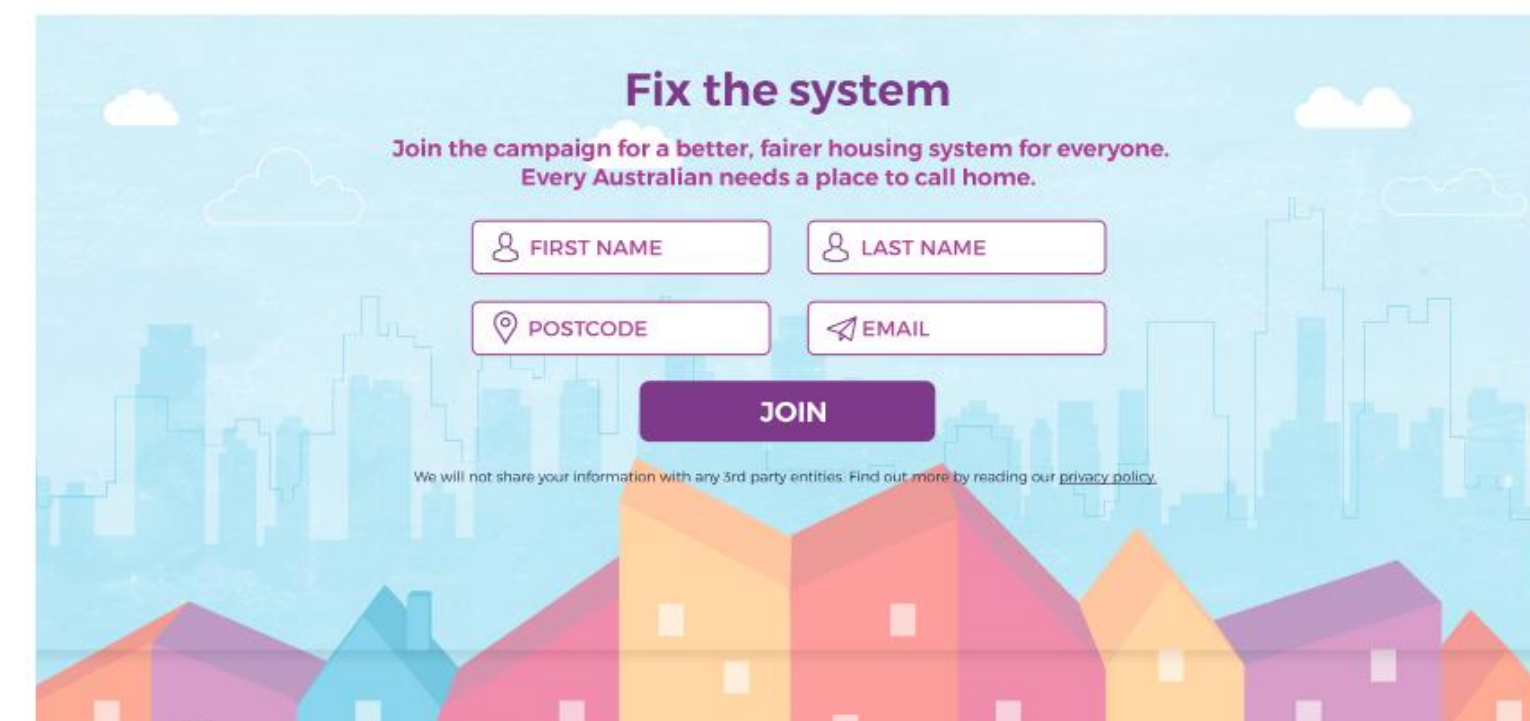 Fix the system
Join the campaign for a better, fairer housing system for everyone.
Every Australian needs a place to call home.
FIRST NAME
LAST NAME
POSTCODE
EMAIL
JOIN
We will not share your information with any 3rd party entities. Find out more by reading our privacy policy.